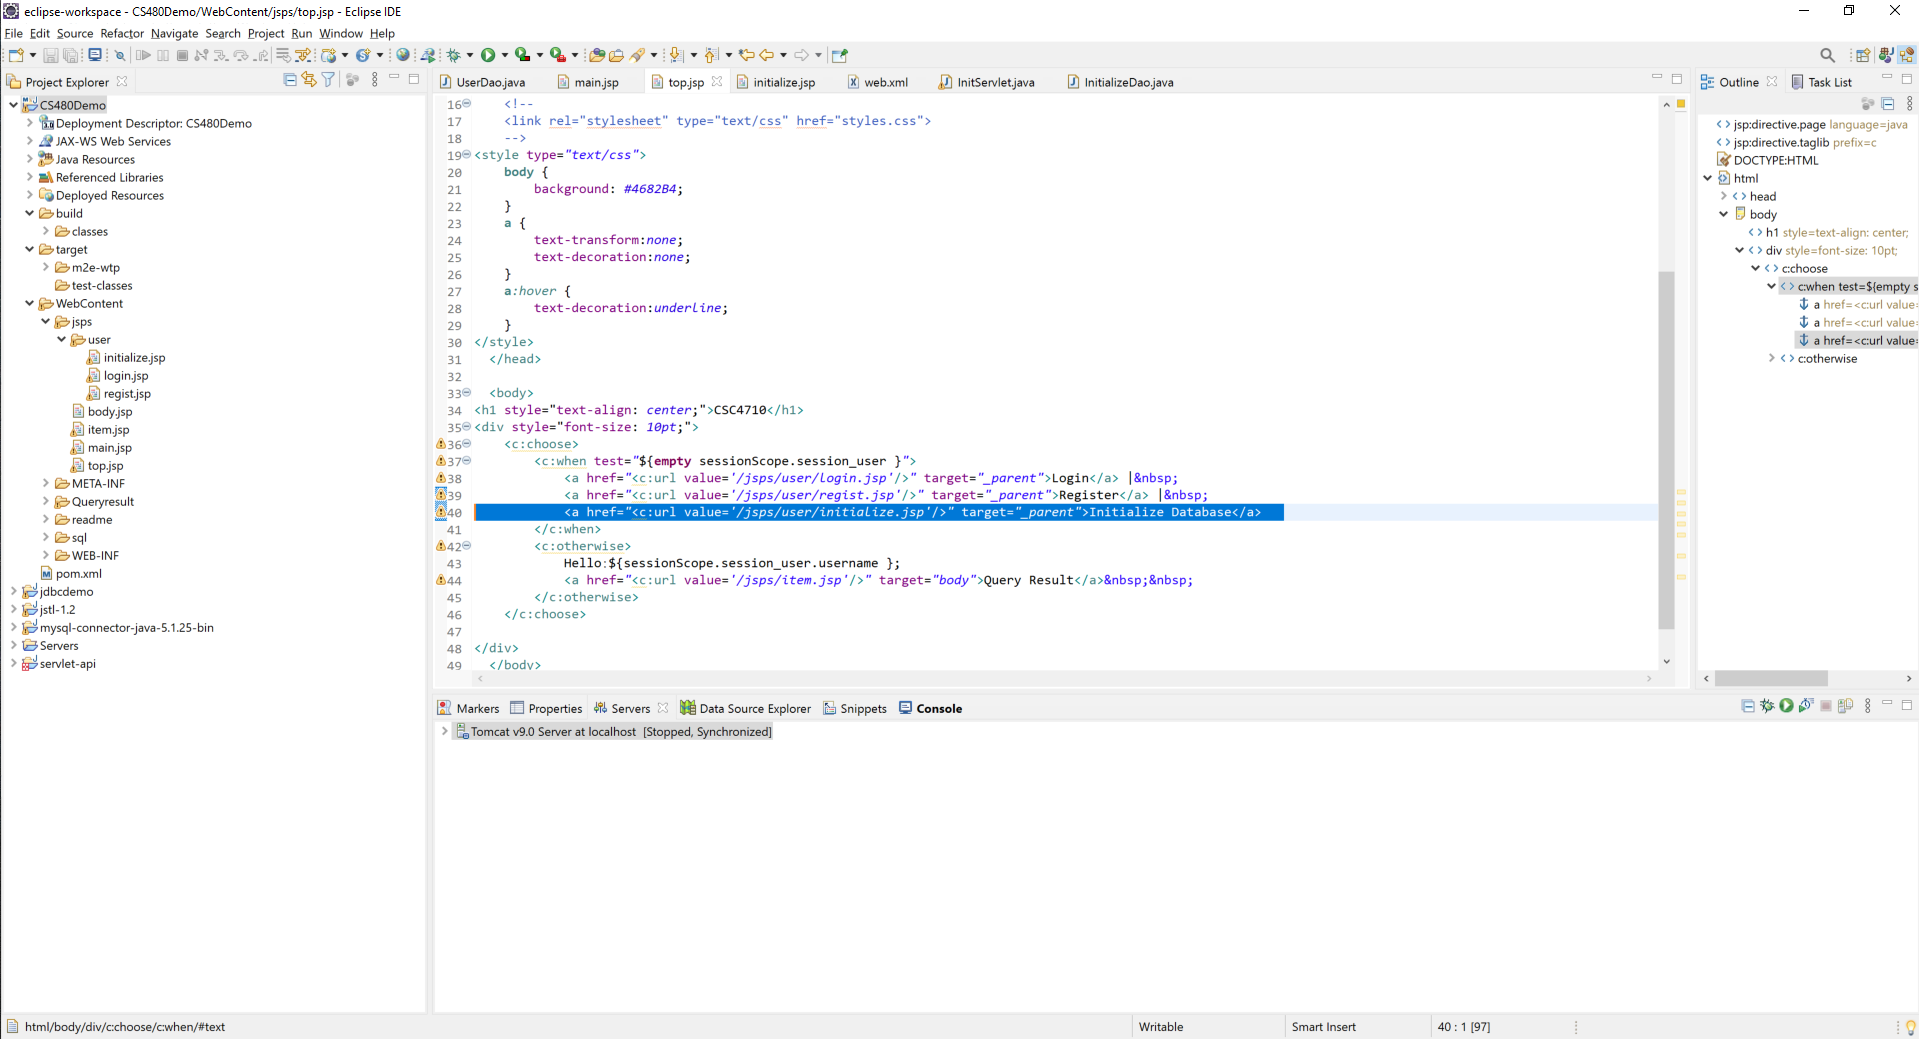 eclipse-workspace - CS480Demo/WebContent/jsps/top.jsp - Eclipse IDE
File Edit Source Refactor Navigate Search Project Run Window Help
Project Explorer
CS480Demo
Deployment Descriptor: CS480Demo
JAX-WS Web Services
Java Resources
Referenced Libraries
Deployed Resources
build
classes
target
m2e-wtp
test-classes
WebContent
jsps
user
initialize.jsp
login.jsp
regist.jsp
body.jsp
item.jsp
main.jsp
top.jsp
META-INF
Queryresult
readme
sql
WEB-INF
pom.xml
jdbcdemo
jstl-1.2
mysql-connector-java-5.1.25-bin
Servers
servlet-api
UserDao.java main.jsp top.jsp initialize.jsp web.xml InitServlet.java InitializeDao.java
16 <!--
17 <link rel="stylesheet" type="text/css" href="styles.css">
18 -->
19 <style type="text/css">
20 body {
21 background: #4682B4;
22 }
23 a {
24 text-transform:none;
25 text-decoration:none;
26 }
27 a:hover {
28 text-decoration:underline;
29 }
30 </style>
31 </head>
32
33 <body>
34 <h1 style="text-align: center;">CSC4710</h1>
35 <div style="font-size: 10pt;">
36 <c:choose>
37 <c:when test="${empty sessionScope.session_user }">
38 <a href="<c:url value='/jsps/user/login.jsp'/>" target="_parent">Login</a> |&nbsp;
39 <a href="<c:url value='/jsps/user/regist.jsp'/>" target="_parent">Register</a> |&nbsp;
40 <a href="<c:url value='/jsps/user/initialize.jsp'/>" target="_parent">Initialize Database</a>
41 </c:when>
42 <c:otherwise>
43 Hello:${sessionScope.session_user.username };
44 <a href="<c:url value='/jsps/item.jsp'/>" target="body">Query Result</a>&nbsp;&nbsp;
45 </c:otherwise>
46 </c:choose>
47
48 </div>
49 </body>
Outline Task List
jsp:directive.page language=java
jsp:directive.taglib prefix=c
DOCTYPE:HTML
html
head
body
h1 style=text-align: center;
div style=font-size: 10pt;
c:choose
c:when test=${empty s
a href=<c:url value=
a href=<c:url value=
a href=<c:url value=
c:otherwise
Markers Properties Servers Data Source Explorer Snippets Console
Tomcat v9.0 Server at localhost [Stopped, Synchronized]
html/body/div/c:choose/c:when/#text Writable Smart Insert 40 : 1 [97]